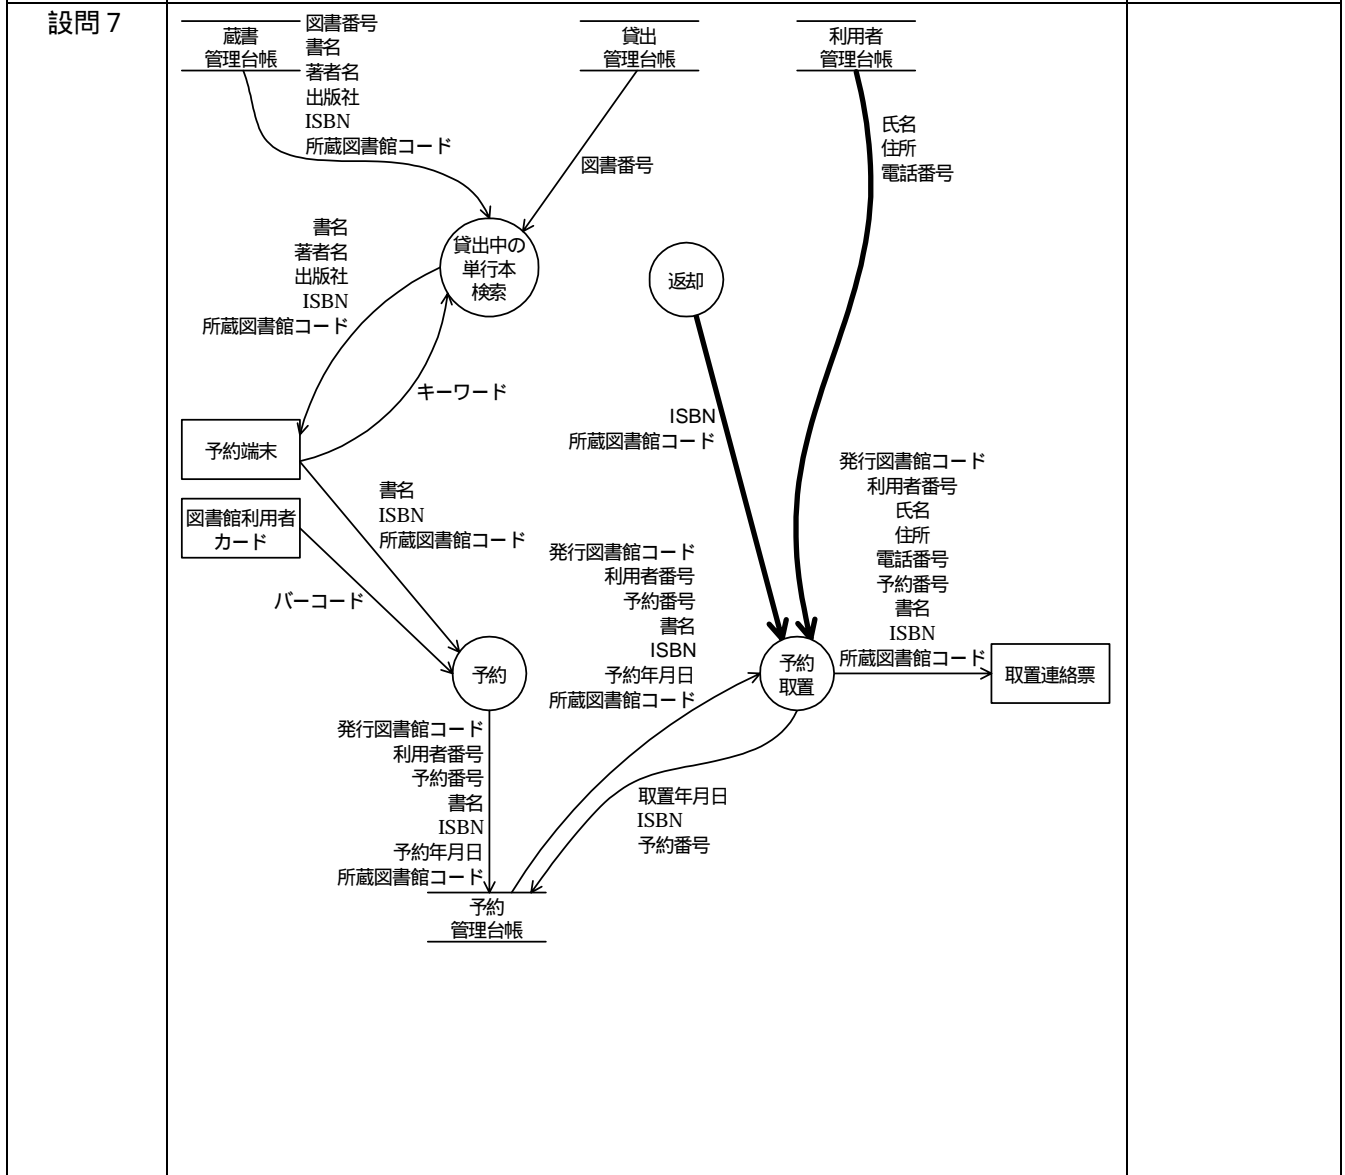 設問 7
蔵書
管理台帳
図書番号
書名
著者名
出版社
ISBN
所蔵図書館コード
貸出
管理台帳
利用者
管理台帳
氏名
住所
電話番号
図書番号
書名
著者名
出版社
ISBN
所蔵図書館コード
貸出中の
単行本
検索
返却
キーワード
ISBN
所蔵図書館コード
予約端末
図書館利用者
カード
書名
ISBN
所蔵図書館コード
バーコード
発行図書館コード
利用者番号
予約番号
書名
ISBN
予約年月日
所蔵図書館コード
発行図書館コード
利用者番号
氏名
住所
電話番号
予約番号
書名
ISBN
所蔵図書館コード
予約
予約
取置
取置連絡票
発行図書館コード
利用者番号
予約番号
書名
ISBN
予約年月日
所蔵図書館コード
取置年月日
ISBN
予約番号
予約
管理台帳